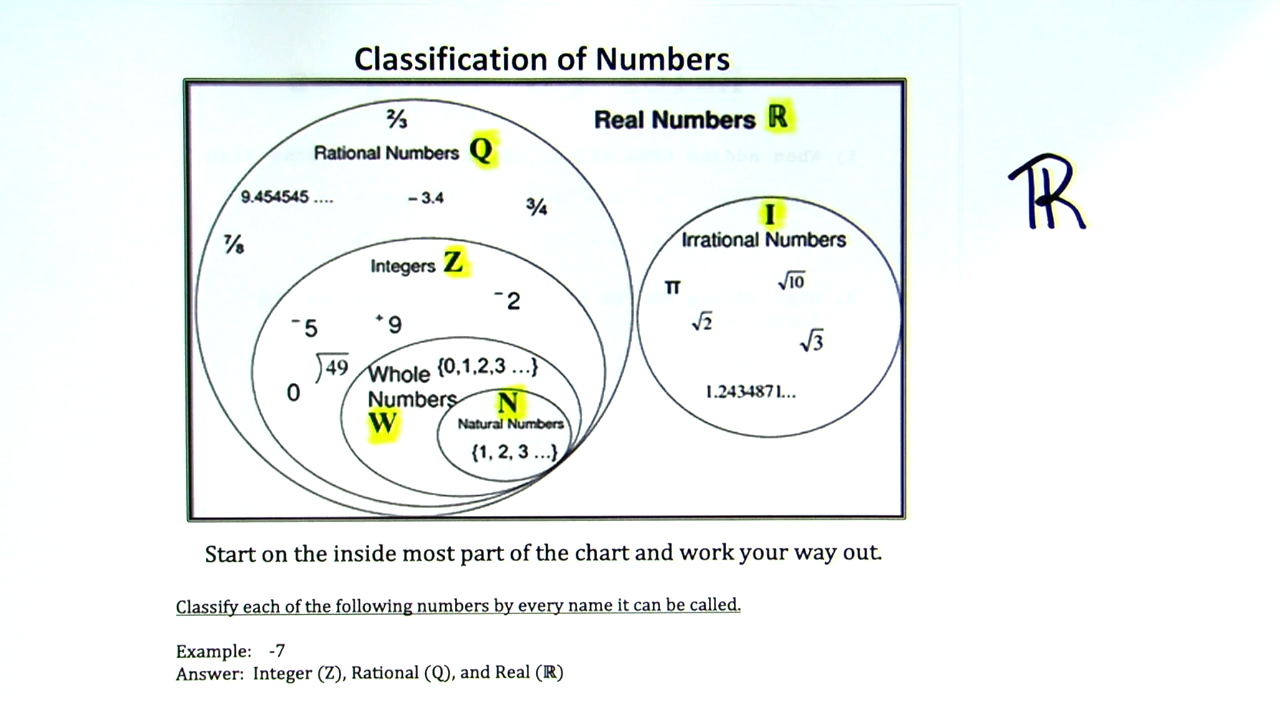 Classification of Numbers
⅔
Real Numbers ℝ
Rational Numbers Q
9.454545 ....
– 3.4
¾
⅞
ℝ
I
Irrational Numbers
π
√10
√2
√3
1.2434871...
Integers Z
⁻2
⁻5
⁺9
√49
0
Whole {0,1,2,3 ...}
Numbers
W
N
Natural Numbers
{1, 2, 3 ...}
Start on the inside most part of the chart and work your way out.
Classify each of the following numbers by every name it can be called.
Example: -7
Answer: Integer (Z), Rational (Q), and Real (ℝ)